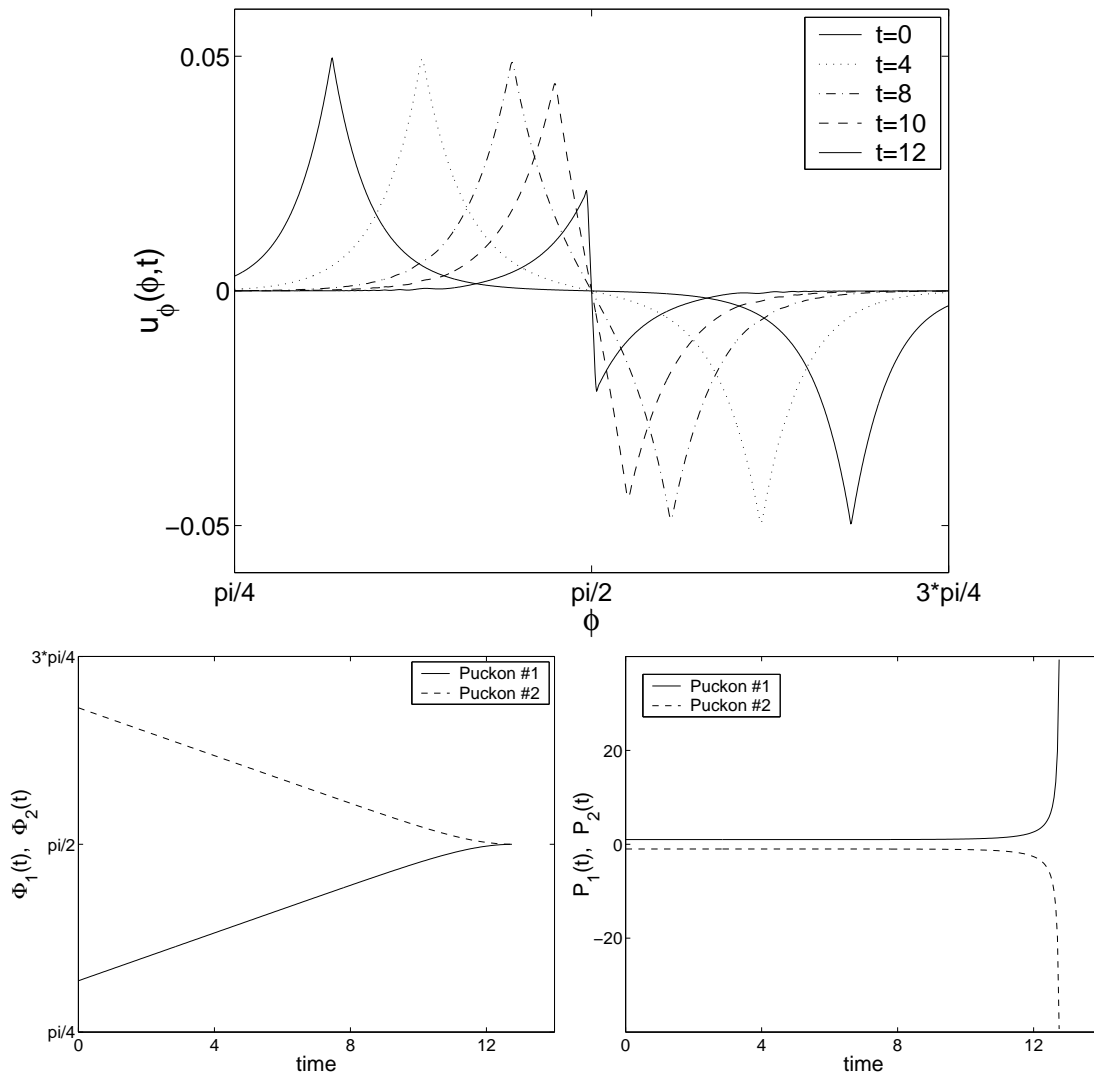 0.05
0
−0.05
u_ϕ(ϕ,t)
t=0
t=4
t=8
t=10
t=12
pi/4
pi/2
3*pi/4
ϕ
3*pi/4
pi/2
pi/4
Φ_1(t), Φ_2(t)
Puckon #1
Puckon #2
0
4
8
12
time
20
0
−20
P_1(t), P_2(t)
Puckon #1
Puckon #2
0
4
8
12
time